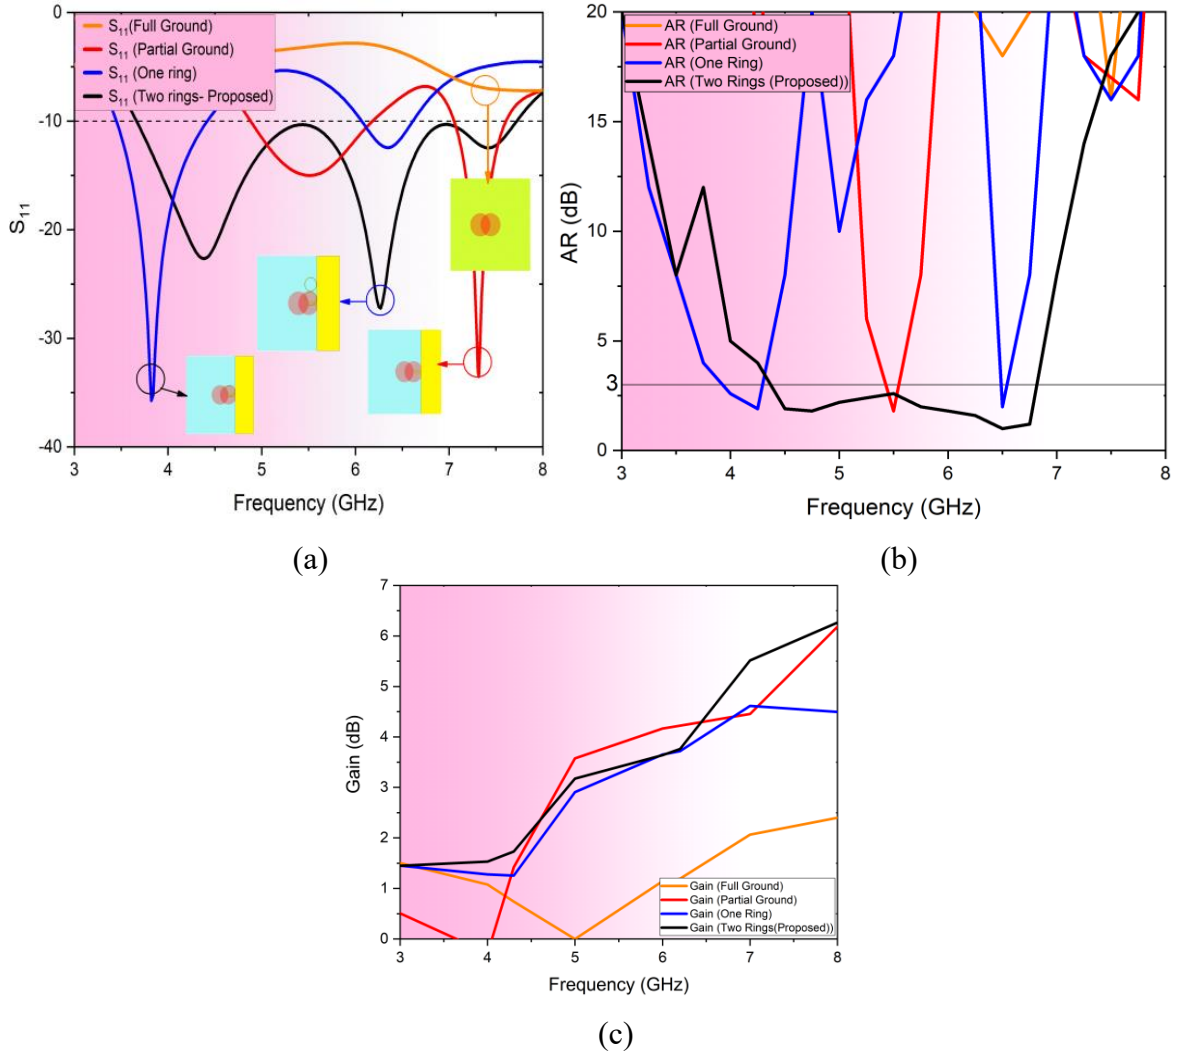 S11(Full Ground)
S11 (Partial Ground)
S11 (One ring)
S11 (Two rings- Proposed)
0
-10
-20
-30
-40
S11
3 4 5 6 7 8
Frequency (GHz)
(a)
AR (Full Ground)
AR (Partial Ground)
AR (One Ring)
AR (Two Rings (Proposed))
20
15
10
5
3
0
AR (dB)
3 4 5 6 7 8
Frequency (GHz)
(b)
7
6
5
4
3
2
1
0
Gain (dB)
Gain (Full Ground)
Gain (Partial Ground)
Gain (One Ring)
Gain (Two Rings(Proposed))
3 4 5 6 7 8
Frequency (GHz)
(c)